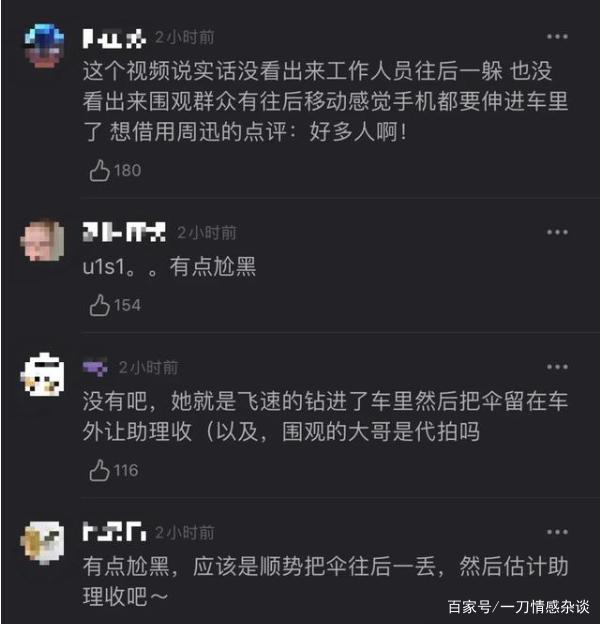 2小时前
这个视频说实话没看出来工作人员往后一躲 也没
看出来围观群众有往后移动感觉手机都要伸进车里
了 想借用周迅的点评：好多人啊！
180
2小时前
u1s1。。有点尬黑
154
2小时前
没有吧，她就是飞速的钻进了车里然后把伞留在车
外让助理收（以及，围观的大哥是代拍吗
116
2小时前
有点尬黑，应该是顺势把伞往后一丢，然后估计助
理收吧～
百家号/一刀情感杂谈